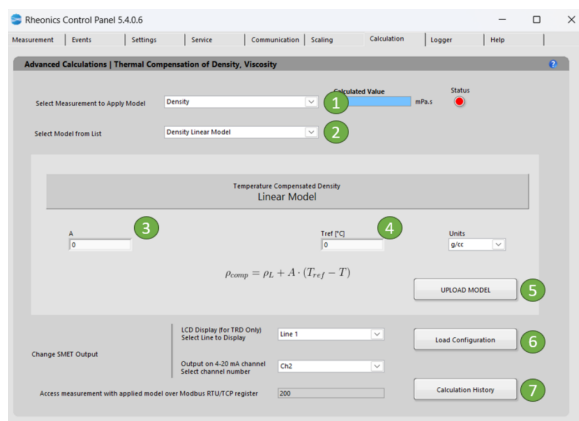 Rheonics Control Panel 5.4.0.6
Measurement Events Settings Service Communication Scaling Calculation Logger Help
Advanced Calculations | Thermal Compensation of Density, Viscosity
Calculated Value Status
Select Measurement to Apply Model Density 1 mPa.s
Select Model from List Density Linear Model 2
Temperature Compensated Density
Linear Model
A 3 Tref [°C] 4 Units
0 0 g/cc
ρcomp = ρL + A · (Tref − T)
UPLOAD MODEL 5
LCD Display (for TRD Only)
Select Line to Display Line 1 Load Configuration 6
Change SMET Output
Output on 4-20 mA channel
Select channel number Ch2
Access measurement with applied model over Modbus RTU/TCP register 200 Calculation History 7